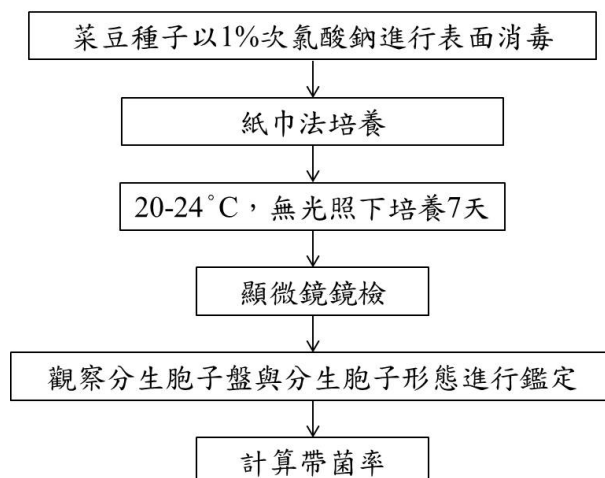 菜豆種子以1%次氯酸鈉進行表面消毒
紙巾法培養
20-24°C，無光照下培養7天
顯微鏡鏡檢
觀察分生胞子盤與分生胞子形態進行鑑定
計算帶菌率